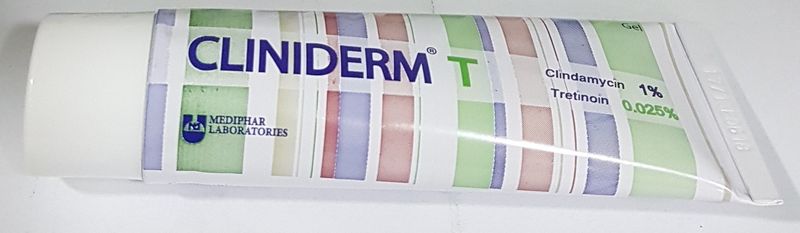 CLINIDERM® T
Gel
Clindamycin 1%
Tretinoin 0.025%
MEDIPHAR
LABORATORIES